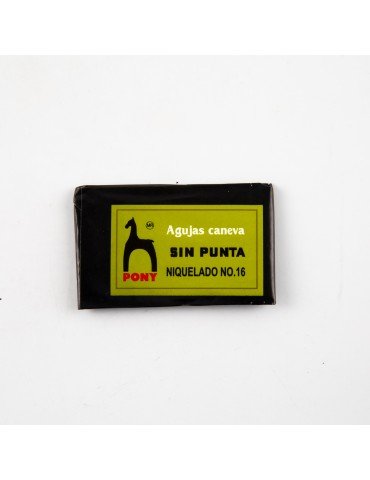 Agujas caneva
SIN PUNTA
PONY
NIQUELADO NO.16